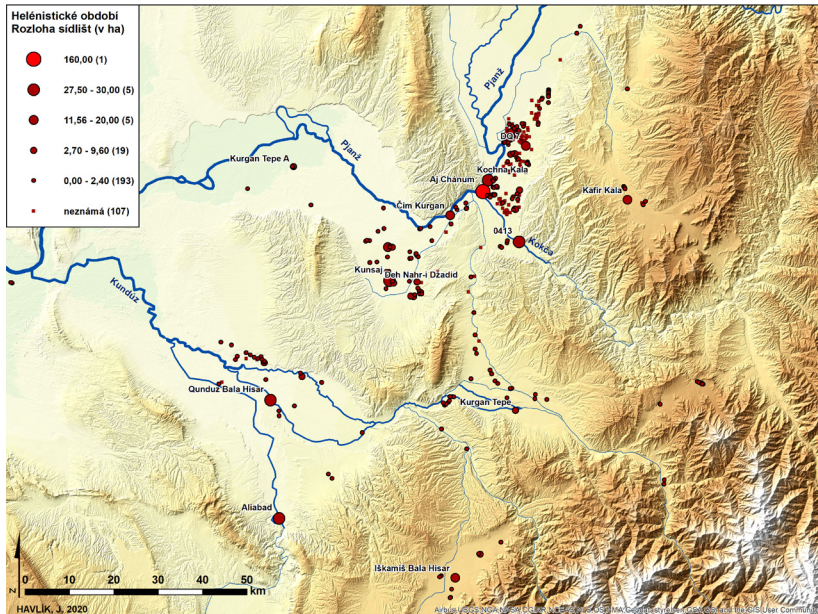 Helénistické období
Rozloha sídlišť (v ha)
160,00 (1)
27,50 - 30,00 (5)
11,56 - 20,00 (5)
2,70 - 9,60 (19)
0,00 - 2,40 (193)
neznámá (107)
Pjanž
Pjanž
Kurgan Tepe A
Kochna Kala
Aj Chánum
Kafir Kala
Čim Kurgan
0413
Kokča
Kunsaj
Deh Nahr-i Džadid
Kundúz
Qunduz Bala Hisar
Kurgan Tepe
Aliabad
Iškamiš Bala Hisar
N
0 10 20 30 40 50
km
HAVLÍK, J, 2020